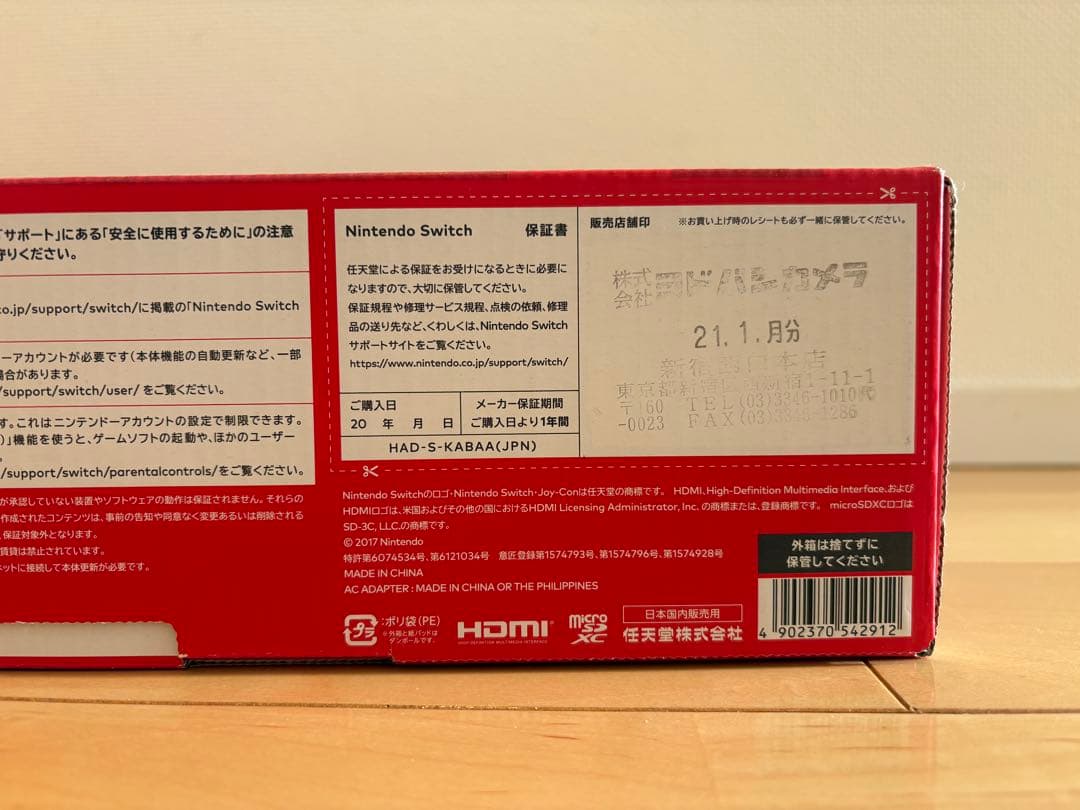 「サポート」にある「安全に使用するために」の注意
守りください。
co.jp/support/switch/に掲載の「Nintendo Switch
ーアカウントが必要です(本体機能の自動更新など、一部
場合があります。
/support/switch/user/ をご覧ください。
す。これはニンテンドーアカウントの設定で制限できます。
)」機能を使うと、ゲームソフトの起動や、ほかのユーザー
/support/switch/parentalcontrols/をご覧ください。
が承認していない装置やソフトウェアの動作は保証されません。それらの
作成されたコンテンツは、事前の告知や同意なく変更あるいは削除される
、保証対象外となります。
賃貸は禁止されています。
ネットに接続して本体更新が必要です。
Nintendo Switch 保証書
任天堂による保証をお受けになるときに必要に
なりますので、大切に保管してください。
保証規程や修理サービス規程、点検の依頼、修理
品の送り先など、くわしくは、Nintendo Switch
サポートサイトをご覧ください。
https://www.nintendo.co.jp/support/switch/
ご購入日
20 年 月 日
メーカー保証期間
ご購入日より1年間
HAD-S-KABAA(JPN)
販売店舗印 ※お買い上げ時のレシートも必ず一緒に保管してください。
株式会社ヨドバシカメラ
21.1.月分
新宿西口本店
東京都新宿区西新宿1-11-1
〒160 TEL(03)3346-1010代
-0023 FAX(03)3346-1286
Nintendo Switchのロゴ・Nintendo Switch・Joy-Conは任天堂の商標です。 HDMI、High-Definition Multimedia Interface、および
HDMIロゴは、米国およびその他の国におけるHDMI Licensing Administrator, Inc. の商標または、登録商標です。 microSDXCロゴは
SD-3C, LLCの商標です。
© 2017 Nintendo
特許第6074534号、第6121034号 意匠登録第1574793号、第1574796号、第1574928号
MADE IN CHINA
AC ADAPTER : MADE IN CHINA OR THE PHILIPPINES
プラ
:ポリ袋(PE)
※外箱と紙パッドは
ダンボールです。
HDMI
HIGH-DEFINITION MULTIMEDIA INTERFACE
micro SD XC
日本国内販売用
任天堂株式会社
外箱は捨てずに
保管してください
4 902370 542912